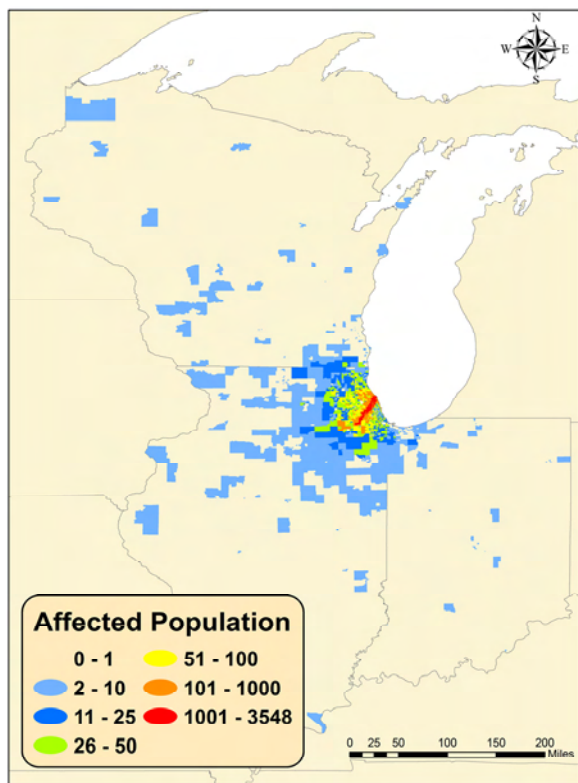 N
W E
S
Affected Population
0 - 1 51 - 100
2 - 10 101 - 1000
11 - 25 1001 - 3548
26 - 50
0 25 50 100 150 200
Miles